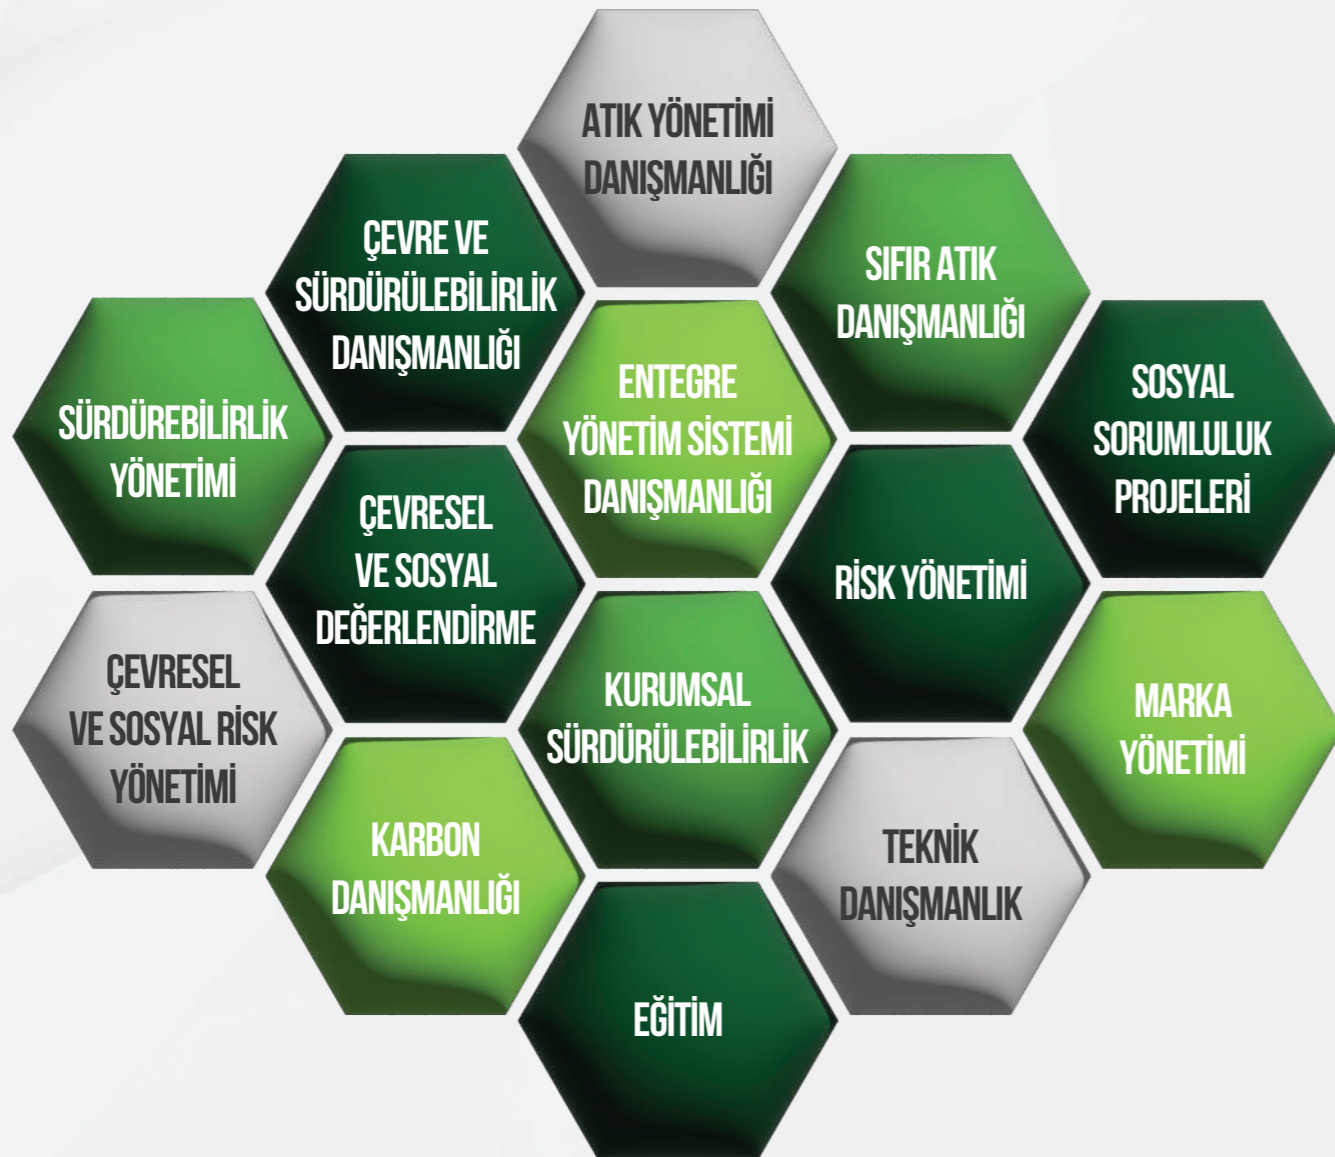 ATIK YÖNETİMİ
DANIŞMANLIĞI
ÇEVRE VE
SÜRDÜRÜLEBİLİRLİK
DANIŞMANLIĞI
SIFIR ATIK
DANIŞMANLIĞI
SÜRDÜREBİLİRLİK
YÖNETİMİ
ENTEGRE
YÖNETİM SİSTEMİ
DANIŞMANLIĞI
SOSYAL
SORUMLULUK
PROJELERİ
ÇEVRESEL
VE SOSYAL
DEĞERLENDİRME
RİSK YÖNETİMİ
ÇEVRESEL
VE SOSYAL RİSK
YÖNETİMİ
KURUMSAL
SÜRDÜRÜLEBİLİRLİK
MARKA
YÖNETİMİ
KARBON
DANIŞMANLIĞI
TEKNİK
DANIŞMANLIK
EĞİTİM